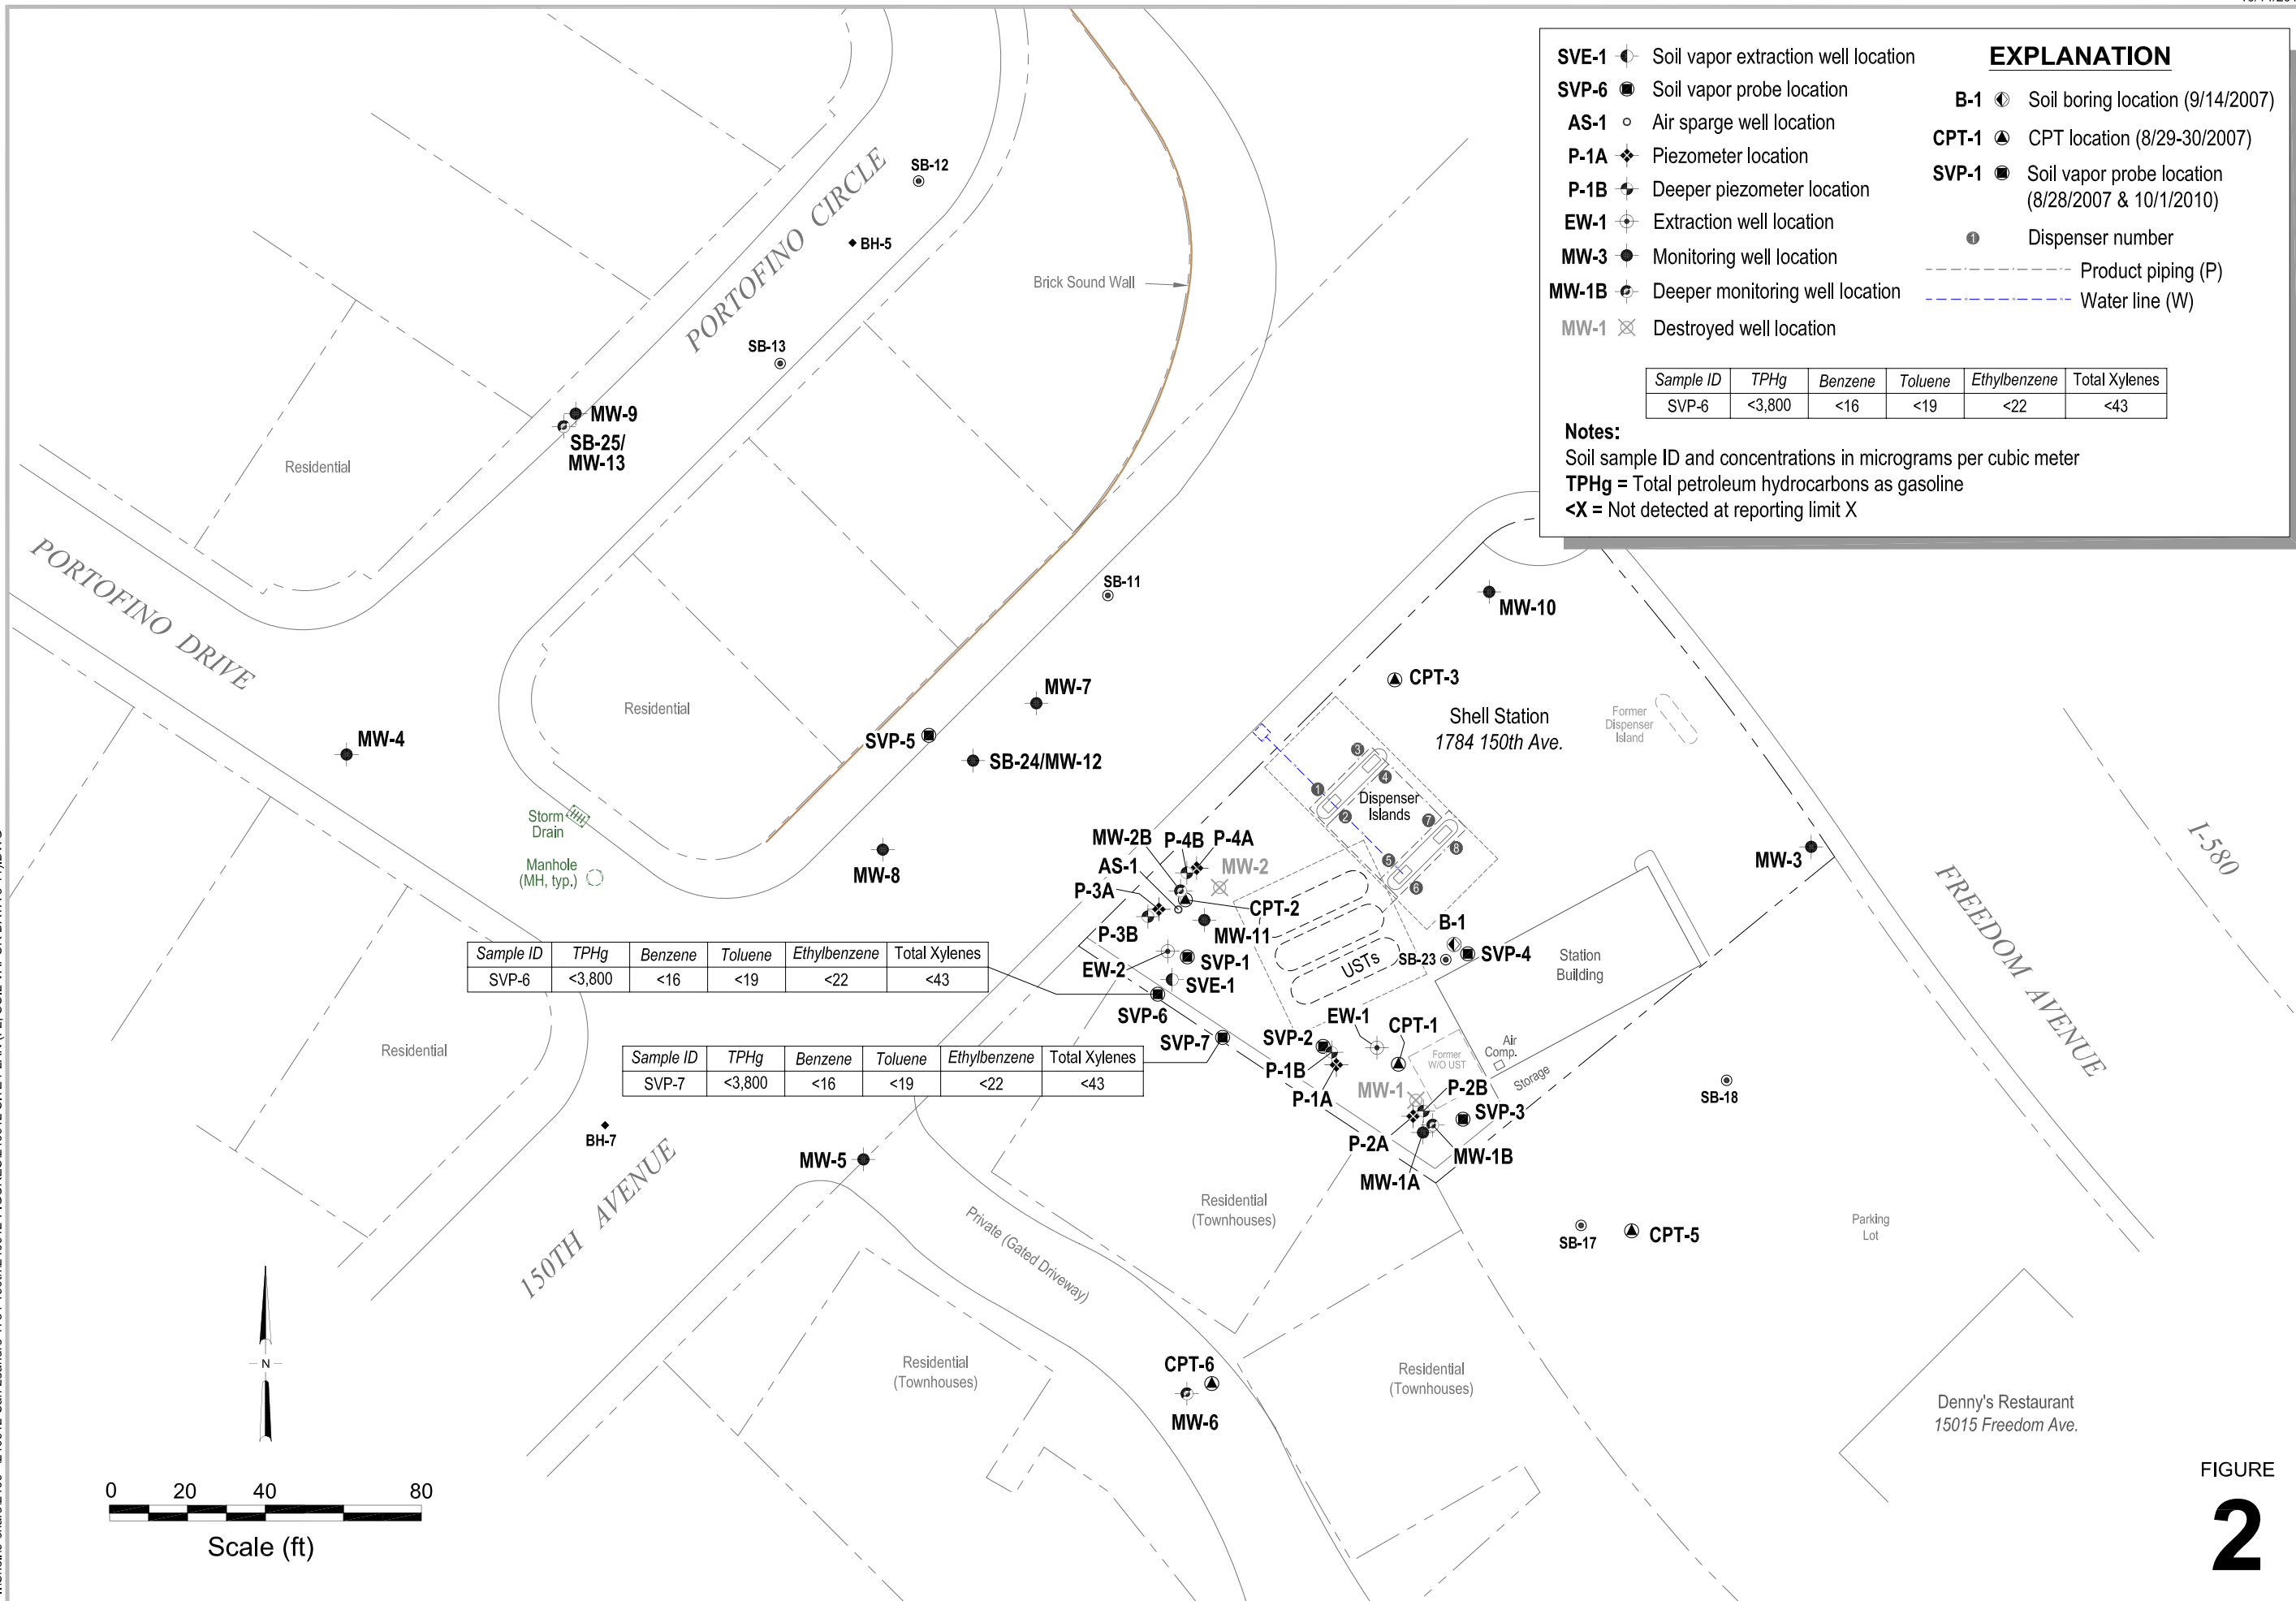 EXPLANATION
SVE-1 Soil vapor extraction well location
SVP-6 Soil vapor probe location
AS-1 Air sparge well location
P-1A Piezometer location
P-1B Deeper piezometer location
EW-1 Extraction well location
MW-3 Monitoring well location
MW-1B Deeper monitoring well location
MW-1 Destroyed well location
B-1 Soil boring location (9/14/2007)
CPT-1 CPT location (8/29-30/2007)
SVP-1 Soil vapor probe location
(8/28/2007 & 10/1/2010)
1 Dispenser number
Product piping (P)
Water line (W)
Sample ID TPHg Benzene Toluene Ethylbenzene Total Xylenes
SVP-6 <3,800 <16 <19 <22 <43
Notes:
Soil sample ID and concentrations in micrograms per cubic meter
TPHg = Total petroleum hydrocarbons as gasoline
<X = Not detected at reporting limit X
SB-12
PORTOFINO CIRCLE
BH-5
Brick Sound Wall
SB-13
MW-9
SB-25/
MW-13
Residential
PORTOFINO DRIVE
SB-11
MW-10
CPT-3
MW-7
Residential
Shell Station
1784 150th Ave.
Former
Dispenser
Island
SVP-5
MW-4
SB-24/MW-12
3
4
1
2
Dispenser
Islands
7
8
5
6
Storm
Drain
Manhole
(MH, typ.)
MW-8
MW-2B
P-4B
P-4A
AS-1
MW-2
P-3A
CPT-2
P-3B
MW-11
MW-3
I-580
FREEDOM AVENUE
B-1
SVP-4
SB-23
USTs
Station
Building
EW-2
SVP-1
SVE-1
Sample ID TPHg Benzene Toluene Ethylbenzene Total Xylenes
SVP-6 <3,800 <16 <19 <22 <43
SVP-6
SVP-7
SVP-2
EW-1
CPT-1
Residential
Sample ID TPHg Benzene Toluene Ethylbenzene Total Xylenes
SVP-7 <3,800 <16 <19 <22 <43
P-1B
P-1A
Former
W/O UST
Air
Comp.
Storage
MW-1
P-2B
SVP-3
P-2A
MW-1B
MW-1A
SB-18
BH-7
MW-5
150TH AVENUE
Residential
(Townhouses)
Private (Gated Driveway)
SB-17
CPT-5
Parking
Lot
N
Residential
(Townhouses)
CPT-6
MW-6
Residential
(Townhouses)
Denny's Restaurant
15015 Freedom Ave.
0 20 40 80
Scale (ft)
FIGURE
2